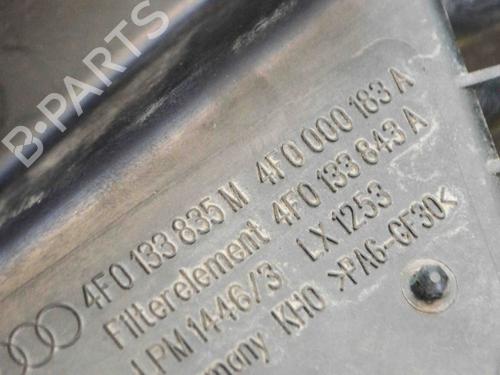 B-PARTS
4F0 133 835 M 4F0 000 183 A
Filterelement 4F0 133 843 A
LPM 1446/3 LX 1253
KH0 >PA6-GF30<